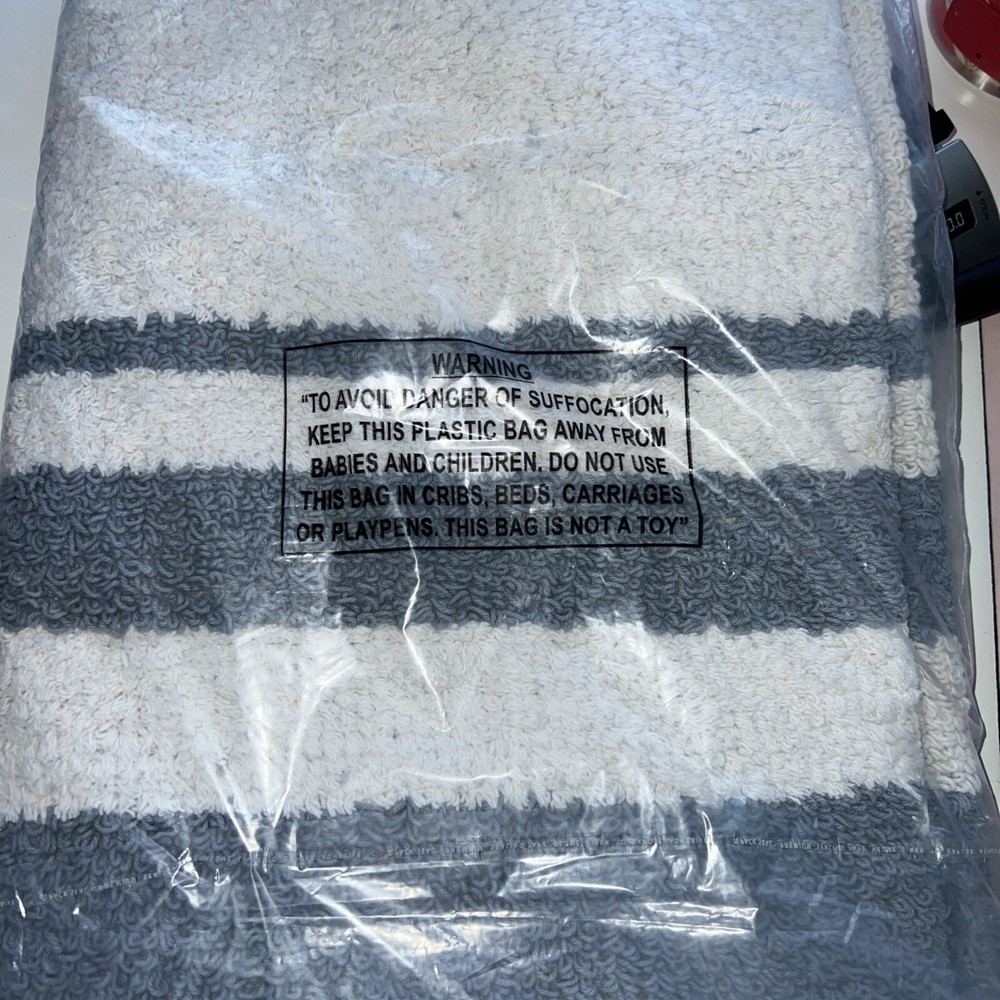 WARNING
“TO AVOID DANGER OF SUFFOCATION,
KEEP THIS PLASTIC BAG AWAY FROM
BABIES AND CHILDREN. DO NOT USE
THIS BAG IN CRIBS, BEDS, CARRIAGES
OR PLAYPENS. THIS BAG IS NOT A TOY”